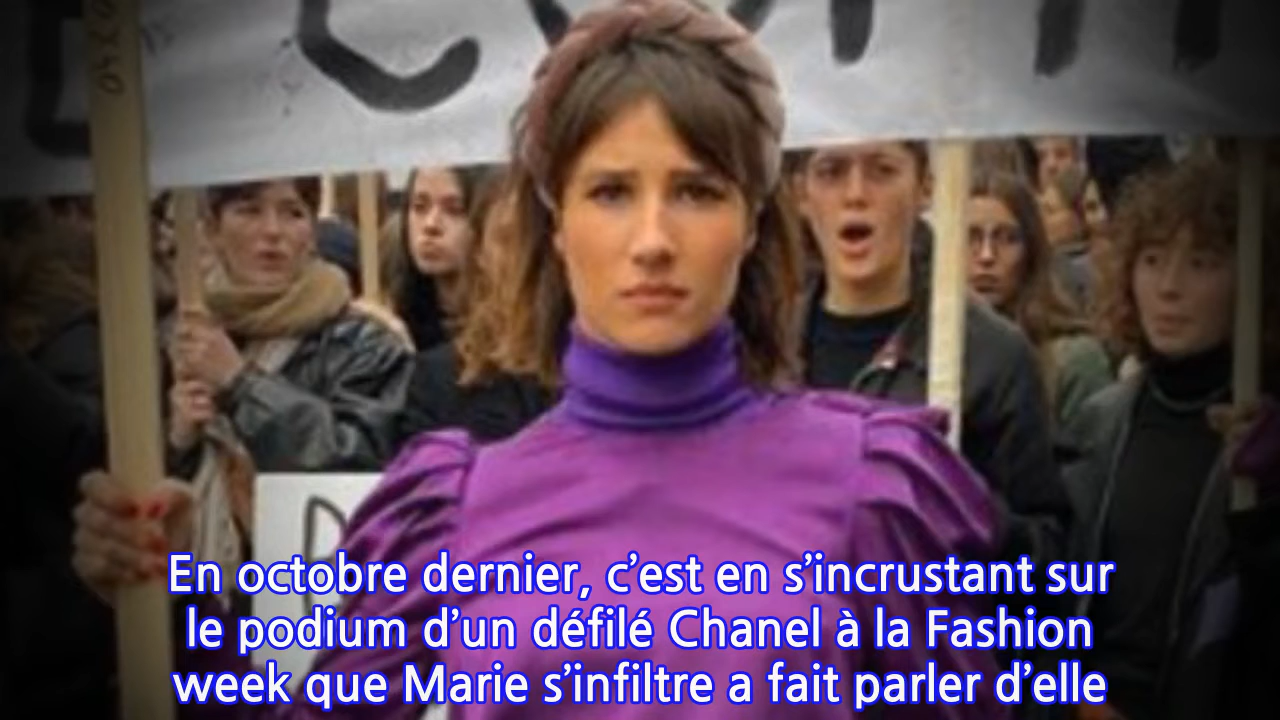 En octobre dernier, c’est en s’incrustant sur
le podium d’un défilé Chanel à la Fashion
week que Marie s’infiltre a fait parler d’elle